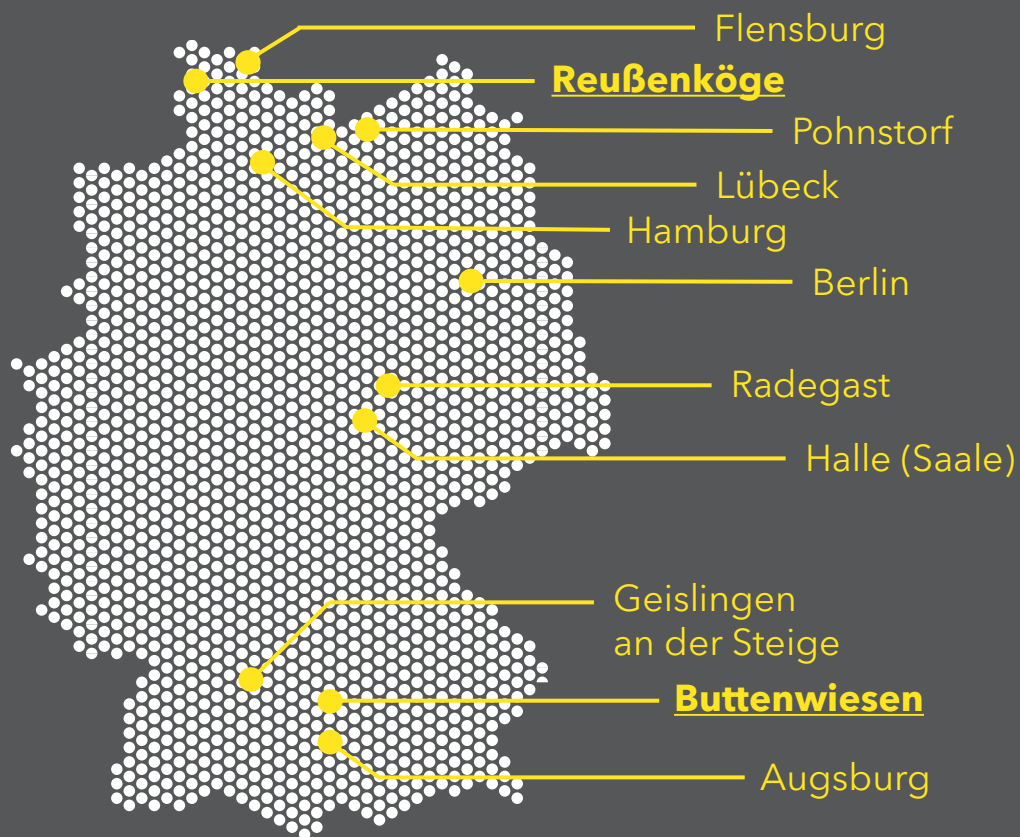 Flensburg
Reußenköge
Pohnstorf
Lübeck
Hamburg
Berlin
Radegast
Halle (Saale)
Geislingen
an der Steige
Buttenwiesen
Augsburg